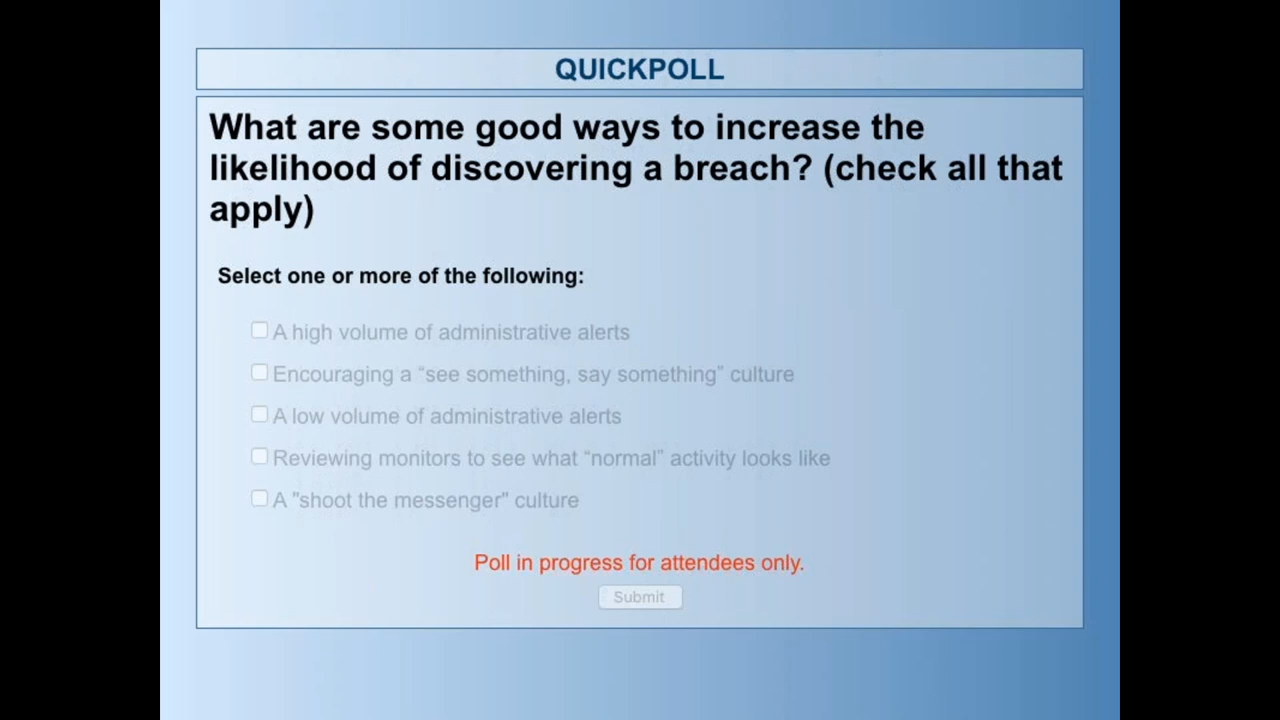 QUICKPOLL
What are some good ways to increase the
likelihood of discovering a breach? (check all that
apply)
Select one or more of the following:
A high volume of administrative alerts
Encouraging a “see something, say something” culture
A low volume of administrative alerts
Reviewing monitors to see what “normal” activity looks like
A "shoot the messenger" culture
Poll in progress for attendees only.
Submit